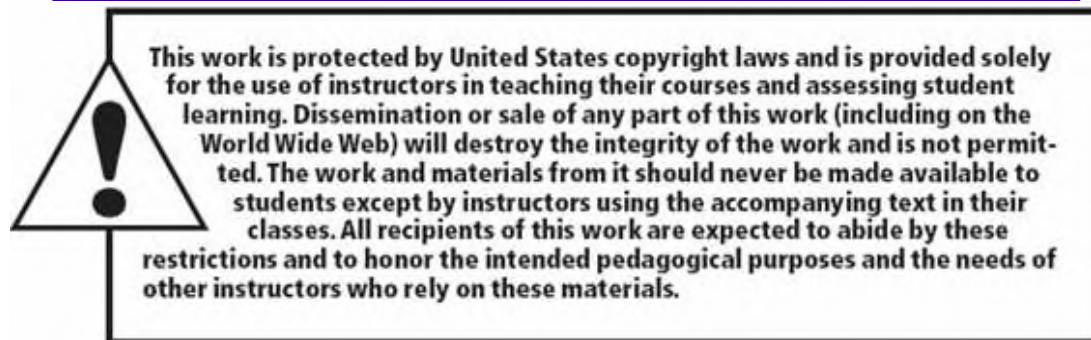 This work is protected by United States copyright laws and is provided solely
for the use of instructors in teaching their courses and assessing student
learning. Dissemination or sale of any part of this work (including on the
World Wide Web) will destroy the integrity of the work and is not permit-
ted. The work and materials from it should never be made available to
students except by instructors using the accompanying text in their
classes. All recipients of this work are expected to abide by these
restrictions and to honor the intended pedagogical purposes and the needs of
other instructors who rely on these materials.